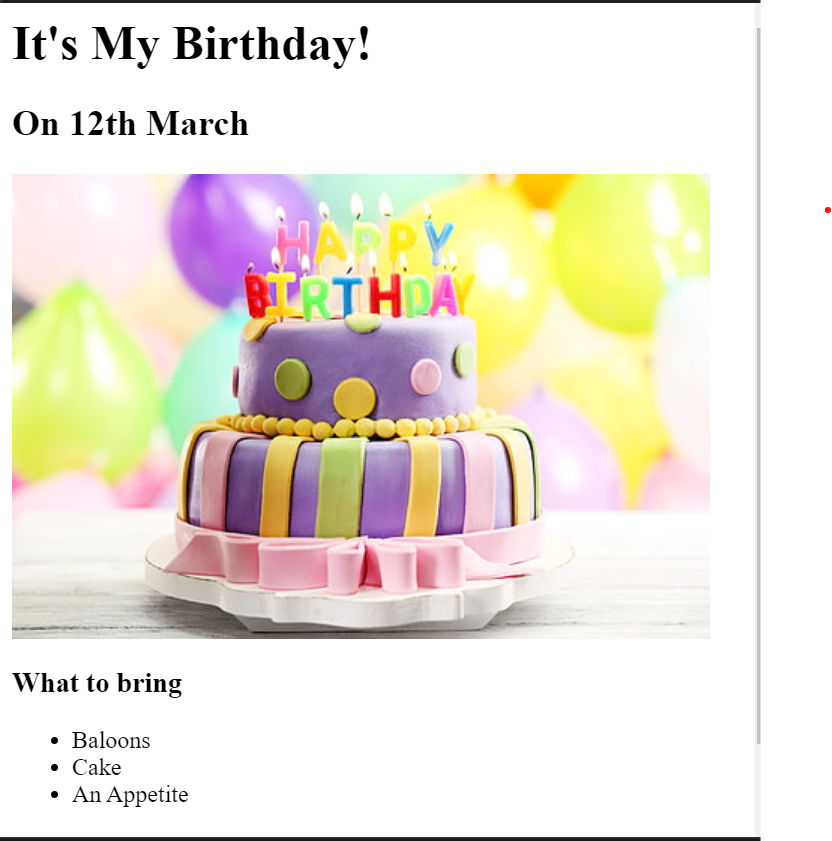 It's My Birthday!
On 12th March
HAPPY
BIRTHDAY
What to bring
Baloons
Cake
An Appetite